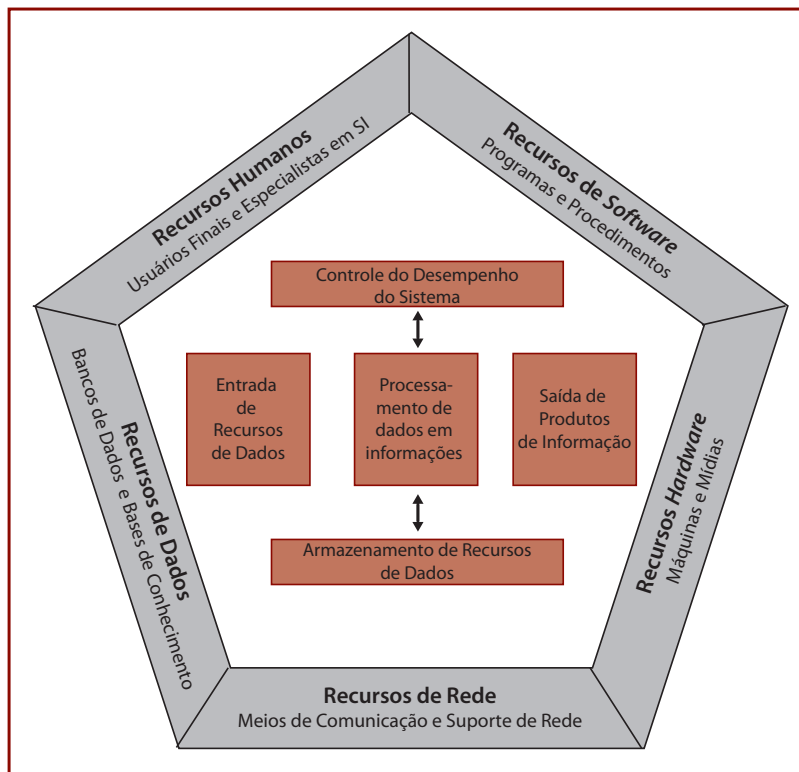 Recursos Humanos
Usuários Finais e Especialistas em SI
Recursos de Software
Programas e Procedimentos
Controle do Desempenho
do Sistema
Entrada
de
Recursos
de Dados
Processa-
mento de
dados em
informações
Saída de
Produtos
de Informação
Armazenamento de Recursos
de Dados
Recursos de Dados
Bancos de Dados e Bases de Conhecimento
Recursos Hardware
Máquinas e Mídias
Recursos de Rede
Meios de Comunicação e Suporte de Rede